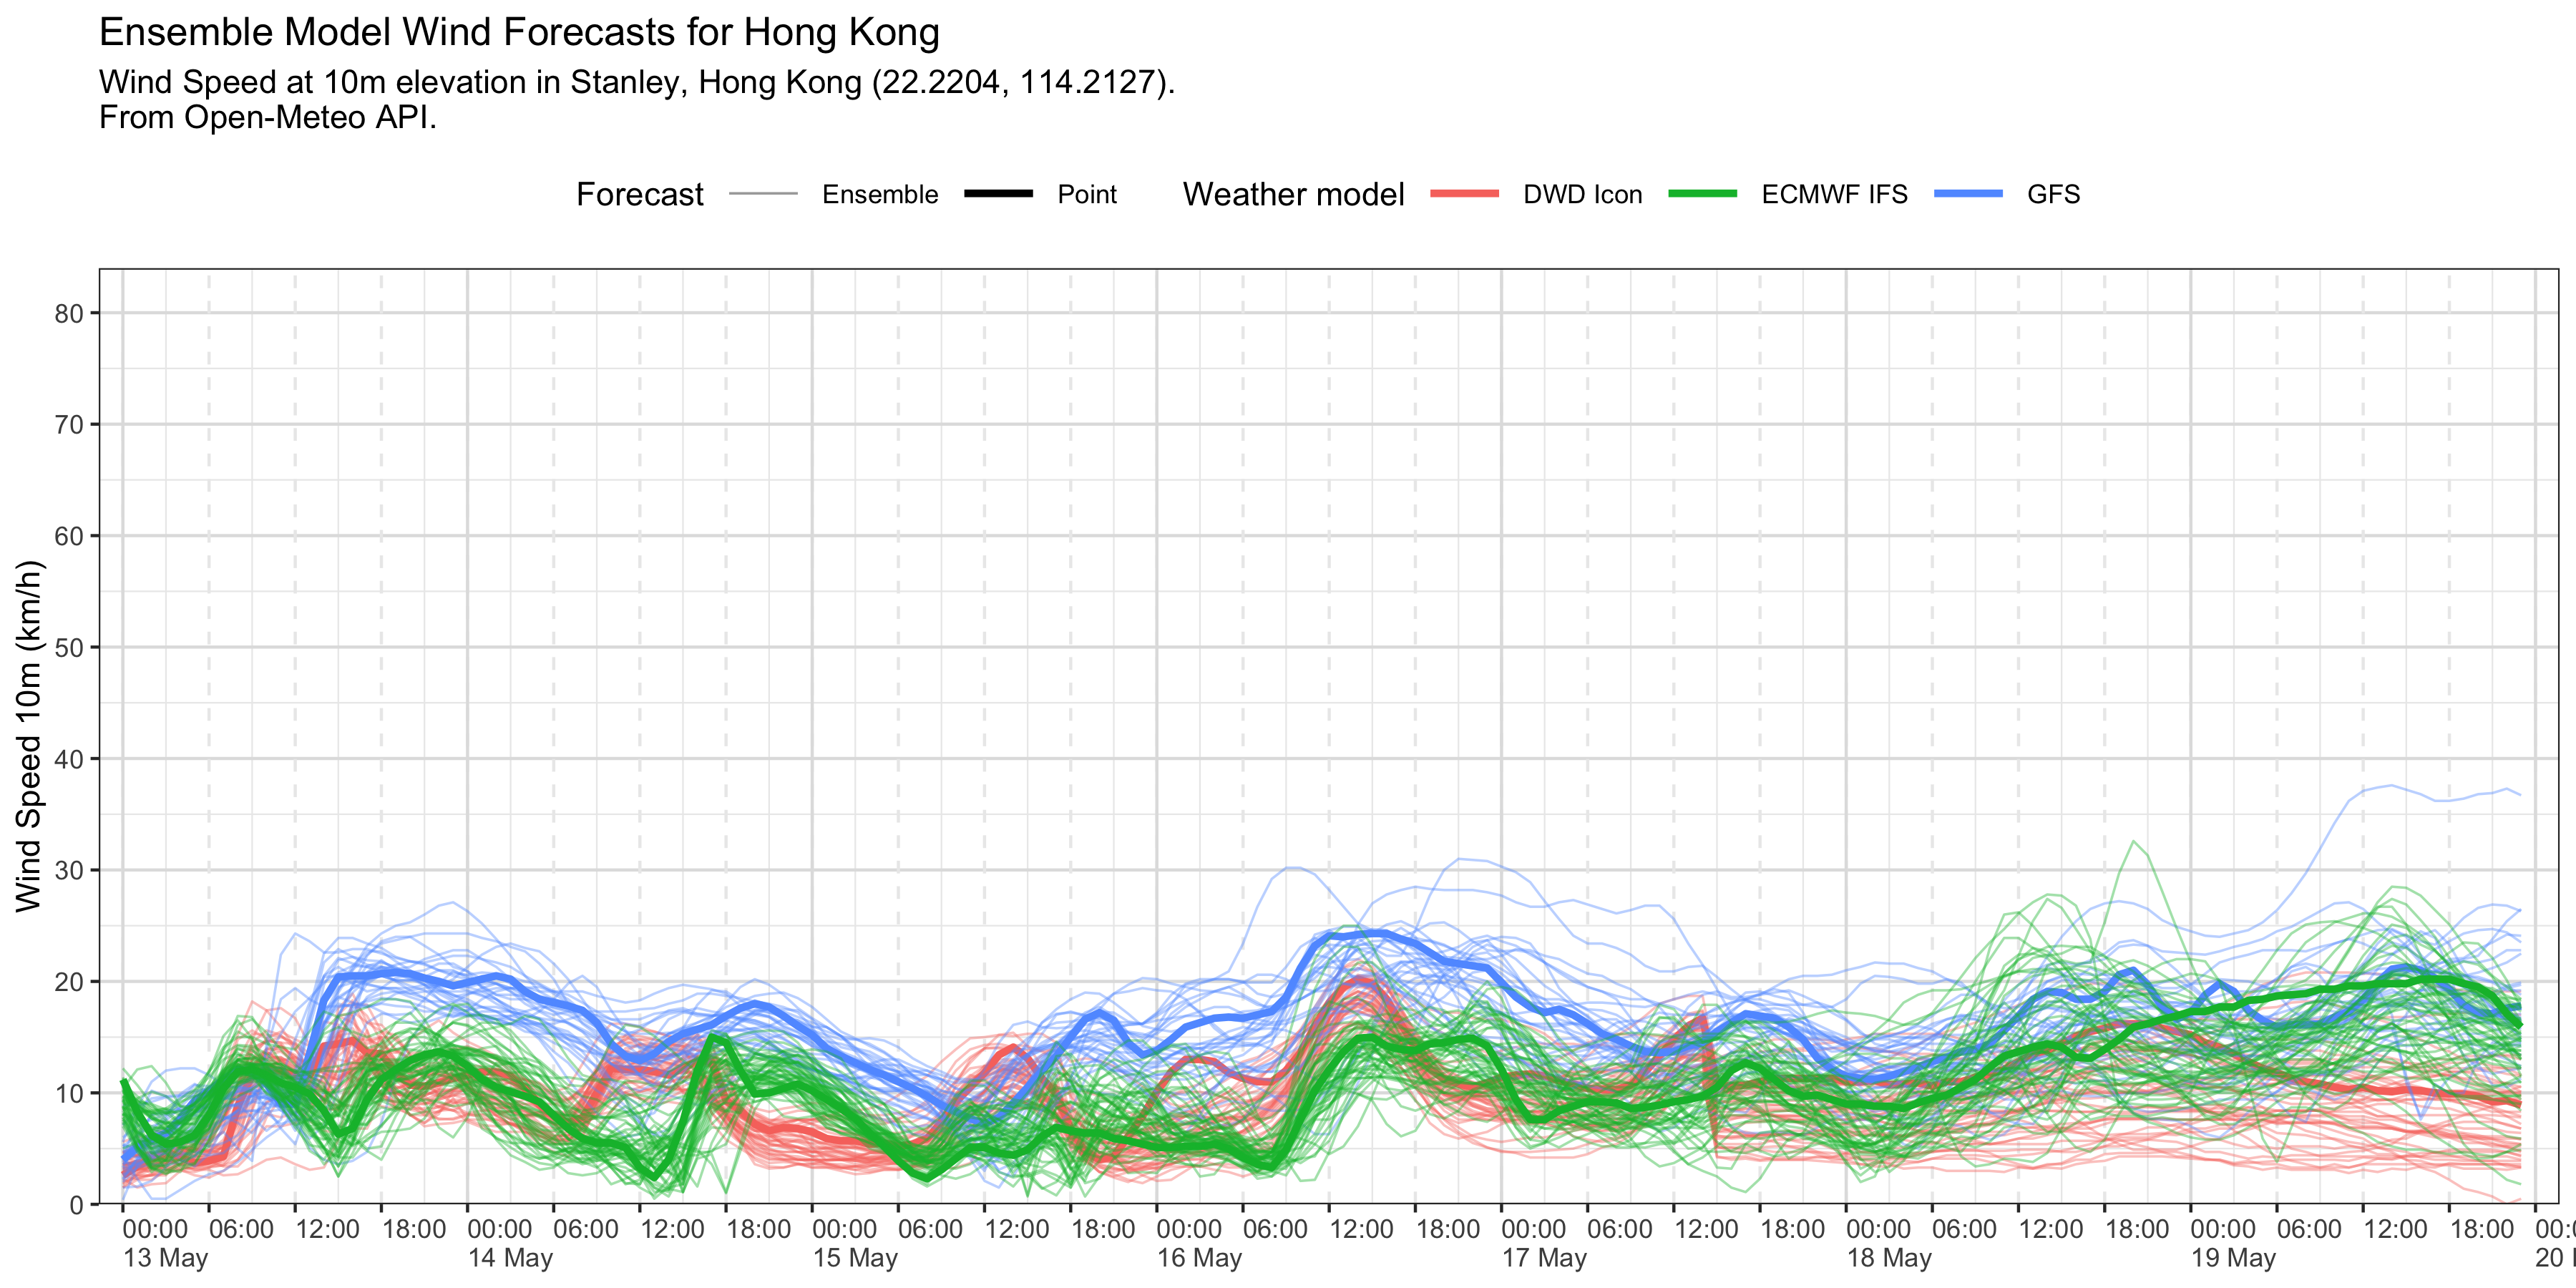 Ensemble Model Wind Forecasts for Hong Kong
Wind Speed at 10m elevation in Stanley, Hong Kong (22.2204, 114.2127).
From Open-Meteo API.
Forecast Ensemble Point Weather model DWD Icon ECMWF IFS GFS
Wind Speed 10m (km/h)
80
70
60
50
40
30
20
10
0
00:00 06:00 12:00 18:00 00:00 06:00 12:00 18:00 00:00 06:00 12:00 18:00 00:00 06:00 12:00 18:00 00:00 06:00 12:00 18:00 00:00 06:00 12:00 18:00 00:00 06:00 12:00 18:00
13 May 14 May 15 May 16 May 17 May 18 May 19 May 20